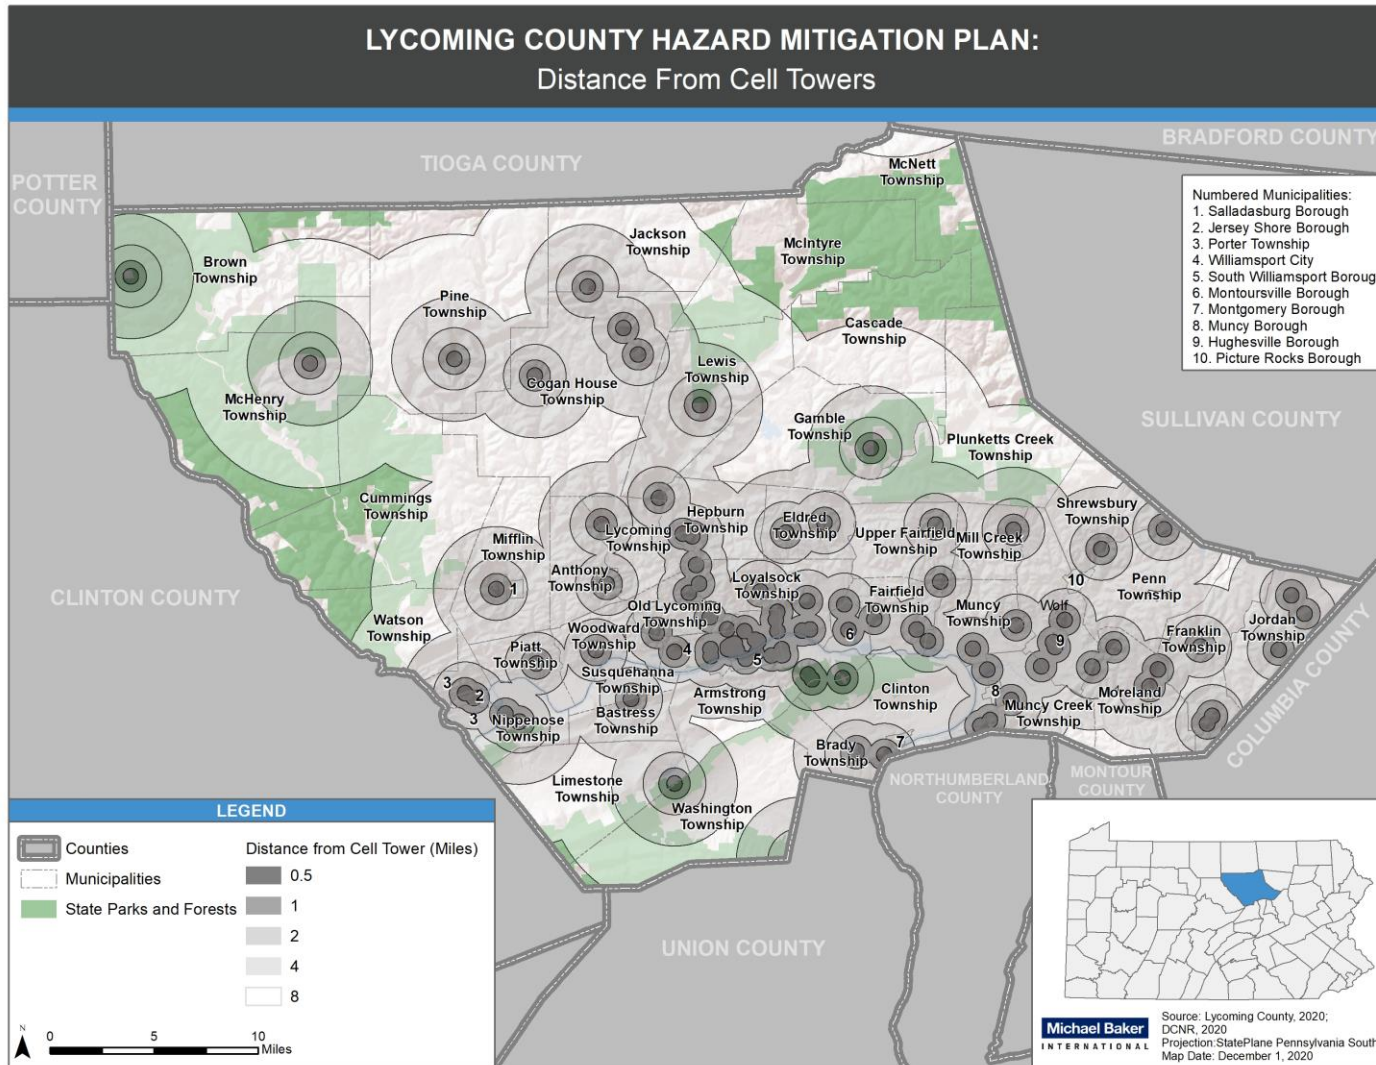 LYCOMING COUNTY HAZARD MITIGATION PLAN:
Distance From Cell Towers
BRADFORD COUNTY
TIOGA COUNTY
POTTER
COUNTY
McNett
Township
Numbered Municipalities:
1. Salladasburg Borough
2. Jersey Shore Borough
3. Porter Township
4. Williamsport City
5. South Williamsport Boroug
6. Montoursville Borough
7. Montgomery Borough
8. Muncy Borough
9. Hughesville Borough
10. Picture Rocks Borough
Jackson
Township
McIntyre
Township
Brown
Township
Pine
Township
Cascade
Township
Lewis
Township
Cogan House
Township
McHenry
Township
Gamble
Township
SULLIVAN COUNTY
Plunketts Creek
Township
Cummings
Township
Shrewsbury
Township
Hepburn
Township
Eldred
Township
Lycoming
Township
Upper Fairfield
Township
Mill Creek
Township
Mifflin
Township
Anthony
Township
1
10
Penn
Township
Loyalsock
Township
CLINTON COUNTY
Fairfield
Township
Muncy
Township
Wolf
Old Lycoming
Township
Watson
Township
Woodward
Township
6
Franklin
Township
Jordan
Township
Piatt
Township
4
5
9
Susquehanna
Township
3
2
3
Armstrong
Township
Clinton
Township
8
Moreland
Township
Muncy Creek
Township
Nippenose
Township
Bastress
Township
COLUMBIA COUNTY
Brady
Township
7
NORTHUMBERLAND
COUNTY
MONTOUR
COUNTY
Limestone
Township
Washington
Township
UNION COUNTY
LEGEND
Counties
Municipalities
State Parks and Forests
Distance from Cell Tower (Miles)
0.5
1
2
4
8
N
0 5 10
Miles
Michael Baker
INTERNATIONAL
Source: Lycoming County, 2020;
DCNR, 2020
Projection:StatePlane Pennsylvania South
Map Date: December 1, 2020